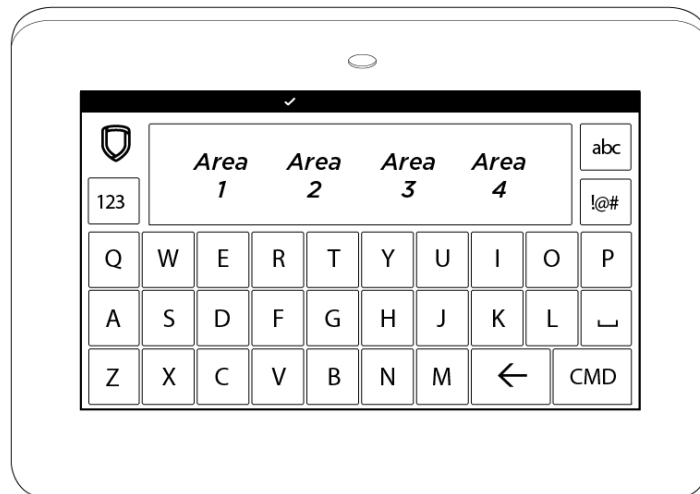 abc
Area Area Area Area
1 2 3 4
123 !@#
Q W E R T Y U I O P
A S D F G H J K L
Z X C V B N M ← CMD